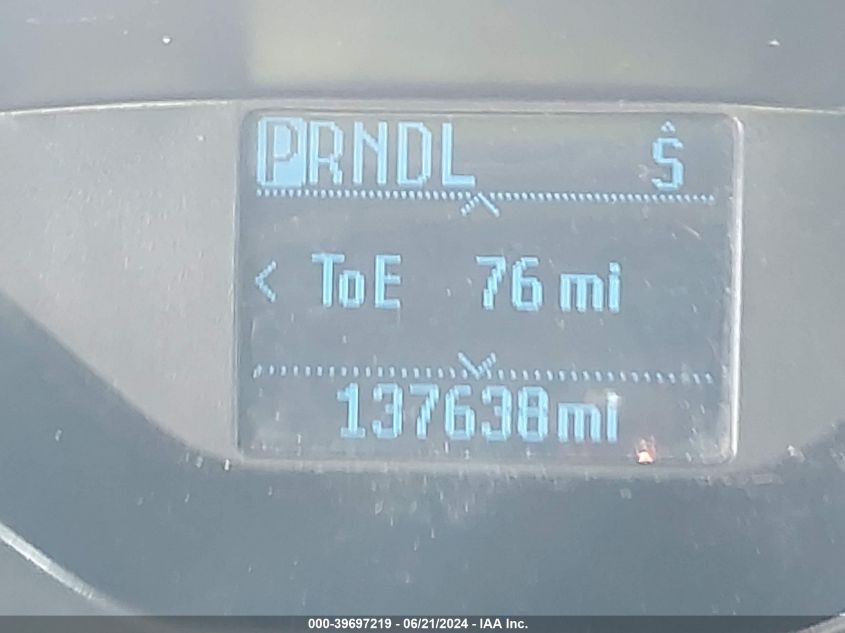 PRNDL Ŝ
< ToE 76 mi
137638mi
000-39697219 - 06/21/2024 - IAA Inc.